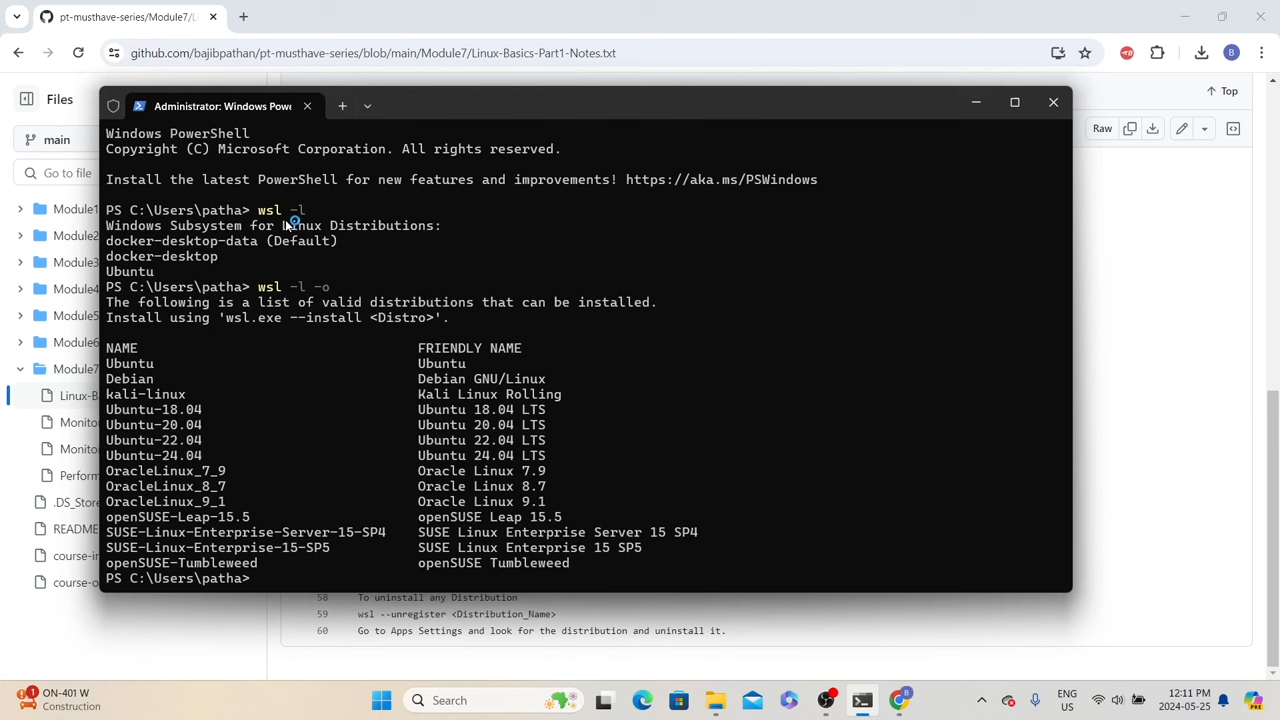 pt-musthave-series/Module7/L
github.com/bajibpathan/pt-musthave-series/blob/main/Module7/Linux-Basics-Part1-Notes.txt
B
Files
Top
main
Raw
Go to file
Module1
Module2
Module3
Module4
Module5
Module6
Module7
Linux-B
Monito
Monito
Perform
.DS_Store
README
course-in
course-o
Administrator: Windows Powe
Windows PowerShell
Copyright (C) Microsoft Corporation. All rights reserved.
Install the latest PowerShell for new features and improvements! https://aka.ms/PSWindows
PS C:\Users\patha> wsl -l
Windows Subsystem for Linux Distributions:
docker-desktop-data (Default)
docker-desktop
Ubuntu
PS C:\Users\patha> wsl -l -o
The following is a list of valid distributions that can be installed.
Install using 'wsl.exe --install <Distro>'.
NAME FRIENDLY NAME
Ubuntu Ubuntu
Debian Debian GNU/Linux
kali-linux Kali Linux Rolling
Ubuntu-18.04 Ubuntu 18.04 LTS
Ubuntu-20.04 Ubuntu 20.04 LTS
Ubuntu-22.04 Ubuntu 22.04 LTS
Ubuntu-24.04 Ubuntu 24.04 LTS
OracleLinux_7_9 Oracle Linux 7.9
OracleLinux_8_7 Oracle Linux 8.7
OracleLinux_9_1 Oracle Linux 9.1
openSUSE-Leap-15.5 openSUSE Leap 15.5
SUSE-Linux-Enterprise-Server-15-SP4 SUSE Linux Enterprise Server 15 SP4
SUSE-Linux-Enterprise-15-SP5 SUSE Linux Enterprise 15 SP5
openSUSE-Tumbleweed openSUSE Tumbleweed
PS C:\Users\patha>
58 To uninstall any Distribution
59 wsl --unregister <Distribution_Name>
60 Go to Apps Settings and look for the distribution and uninstall it.
1 ON-401 W
Construction
Search
B
ENG
CA
12:11 PM
2024-05-25
PRE